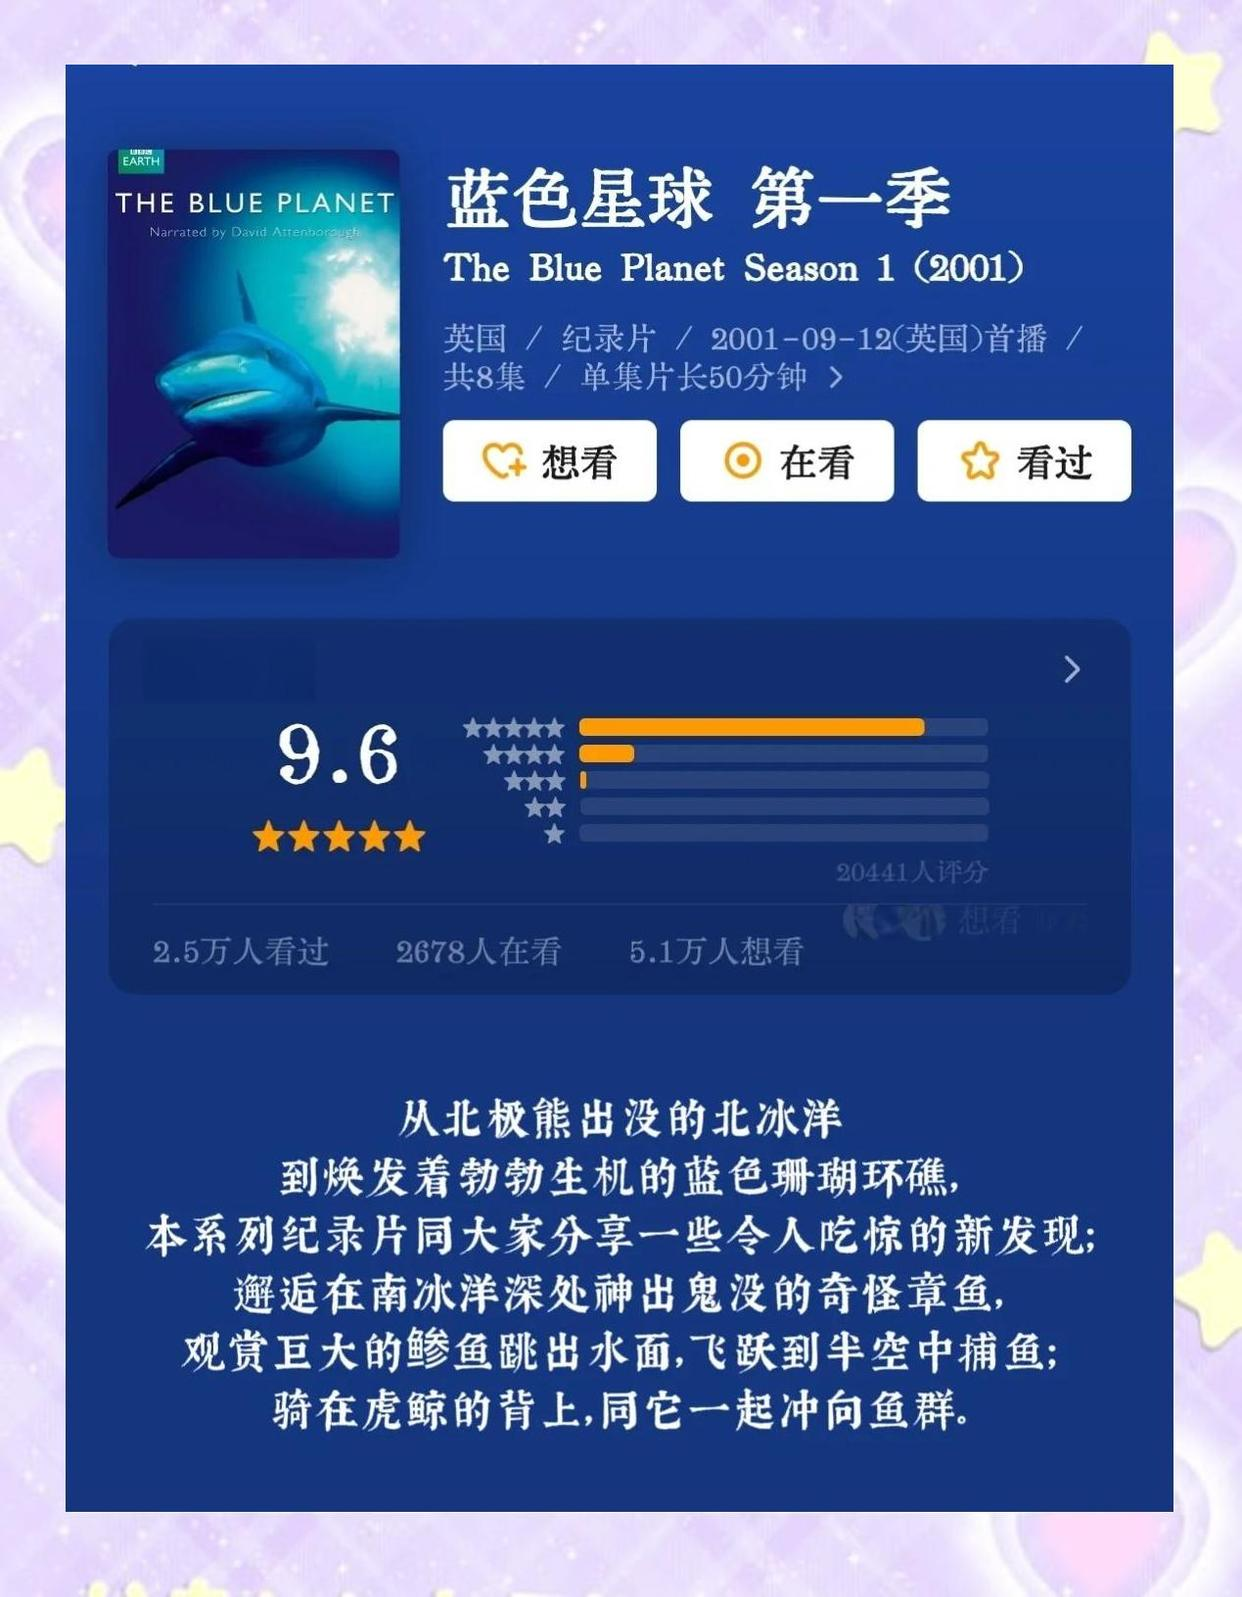 BBC
EARTH
THE BLUE PLANET
Narrated by David Attenborough
蓝色星球 第一季
The Blue Planet Season 1（2001）
英国 / 纪录片 / 2001-09-12(英国)首播 /
共8集 / 单集片长50分钟
想看 在看 看过
9.6
20441人评分
想看
2.5万人看过 2678人在看 5.1万人想看
从北极熊出没的北冰洋
到焕发着勃勃生机的蓝色珊瑚环礁，
本系列纪录片同大家分享一些令人吃惊的新发现；
邂逅在南冰洋深处神出鬼没的奇怪章鱼，
观赏巨大的鲹鱼跳出水面，飞跃到半空中捕鱼；
骑在虎鲸的背上，同它一起冲向鱼群。